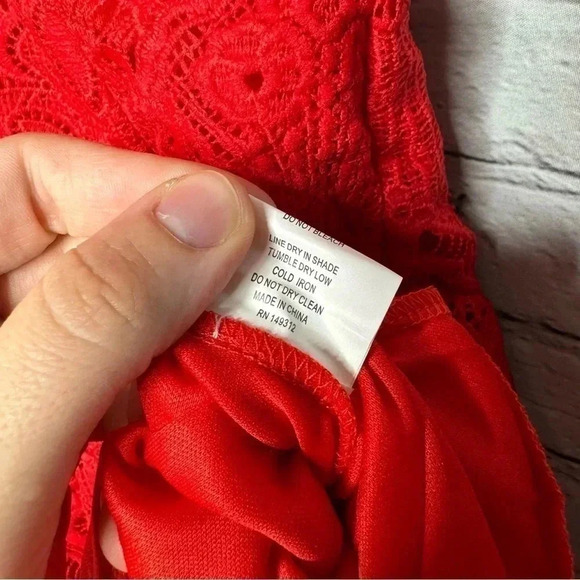 DO NOT BLEACH
LINE DRY IN SHADE
TUMBLE DRY LOW
COLD IRON
DO NOT DRY CLEAN
MADE IN CHINA
RN 149312